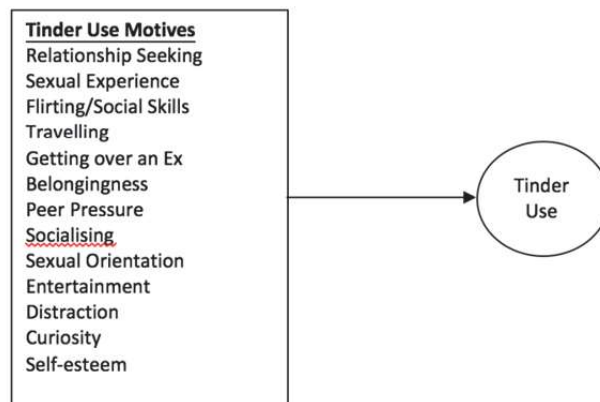 Tinder Use Motives
Relationship Seeking
Sexual Experience
Flirting/Social Skills
Travelling
Getting over an Ex
Belongingness
Peer Pressure
Socialising
Sexual Orientation
Entertainment
Distraction
Curiosity
Self-esteem
Tinder
Use